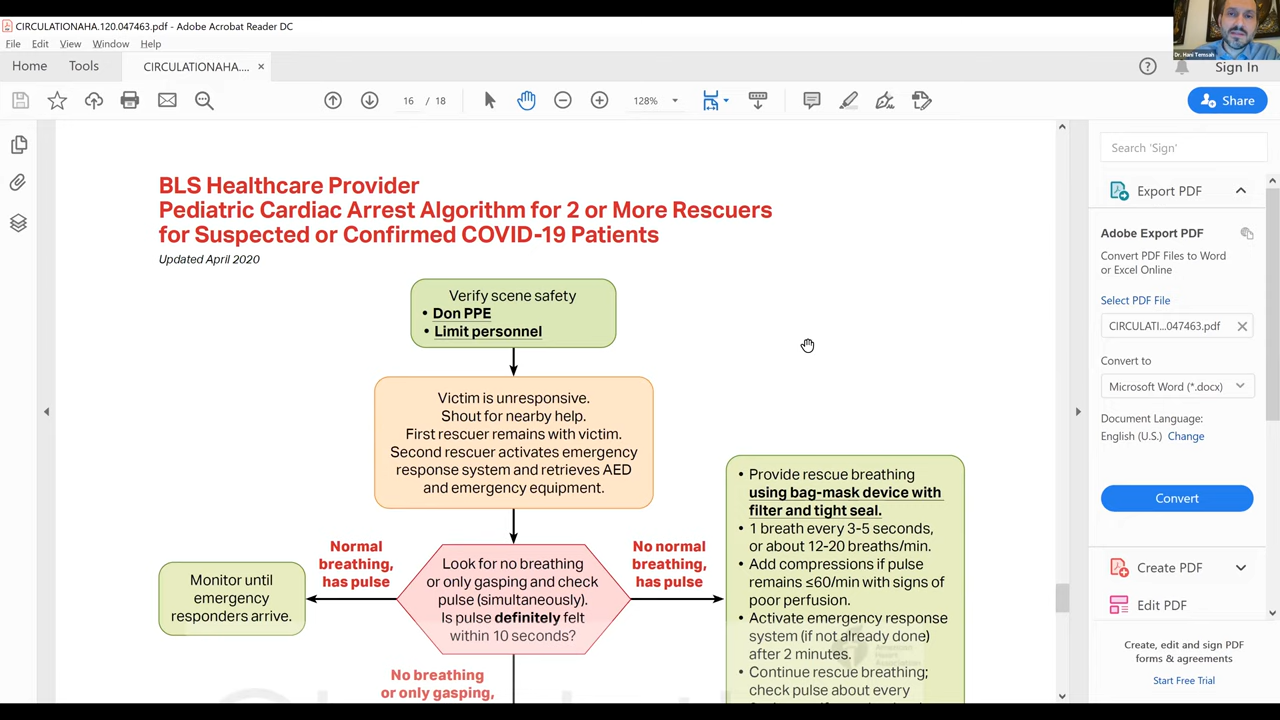 CIRCULATIONAHA.120.047463.pdf - Adobe Acrobat Reader DC
File Edit View Window Help
Home Tools CIRCULATIONAHA.... × Sign In
Dr. Hani Temsah
16 / 18 128% Share
BLS Healthcare Provider
Pediatric Cardiac Arrest Algorithm for 2 or More Rescuers
for Suspected or Confirmed COVID-19 Patients
Updated April 2020
Verify scene safety
• Don PPE
• Limit personnel
Victim is unresponsive.
Shout for nearby help.
First rescuer remains with victim.
Second rescuer activates emergency
response system and retrieves AED
and emergency equipment.
Normal
breathing,
has pulse
Monitor until
emergency
responders arrive.
Look for no breathing
or only gasping and check
pulse (simultaneously).
Is pulse definitely felt
within 10 seconds?
No normal
breathing,
has pulse
• Provide rescue breathing
using bag-mask device with
filter and tight seal.
• 1 breath every 3-5 seconds,
or about 12-20 breaths/min.
• Add compressions if pulse
remains ≤60/min with signs of
poor perfusion.
• Activate emergency response
system (if not already done)
after 2 minutes.
• Continue rescue breathing;
check pulse about every
No breathing
or only gasping,
Search 'Sign'
Export PDF
Adobe Export PDF
Convert PDF Files to Word
or Excel Online
Select PDF File
CIRCULATI...047463.pdf
Convert to
Microsoft Word (*.docx)
Document Language:
English (U.S.) Change
Convert
Create PDF
Edit PDF
Create, edit and sign PDF
forms & agreements
Start Free Trial